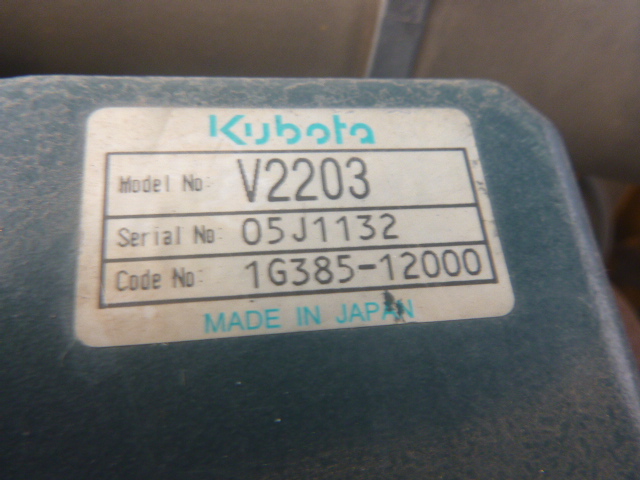 Kubota
Model No: V2203
Serial No: 05J1132
Code No: 1G385-12000
MADE IN JAPAN